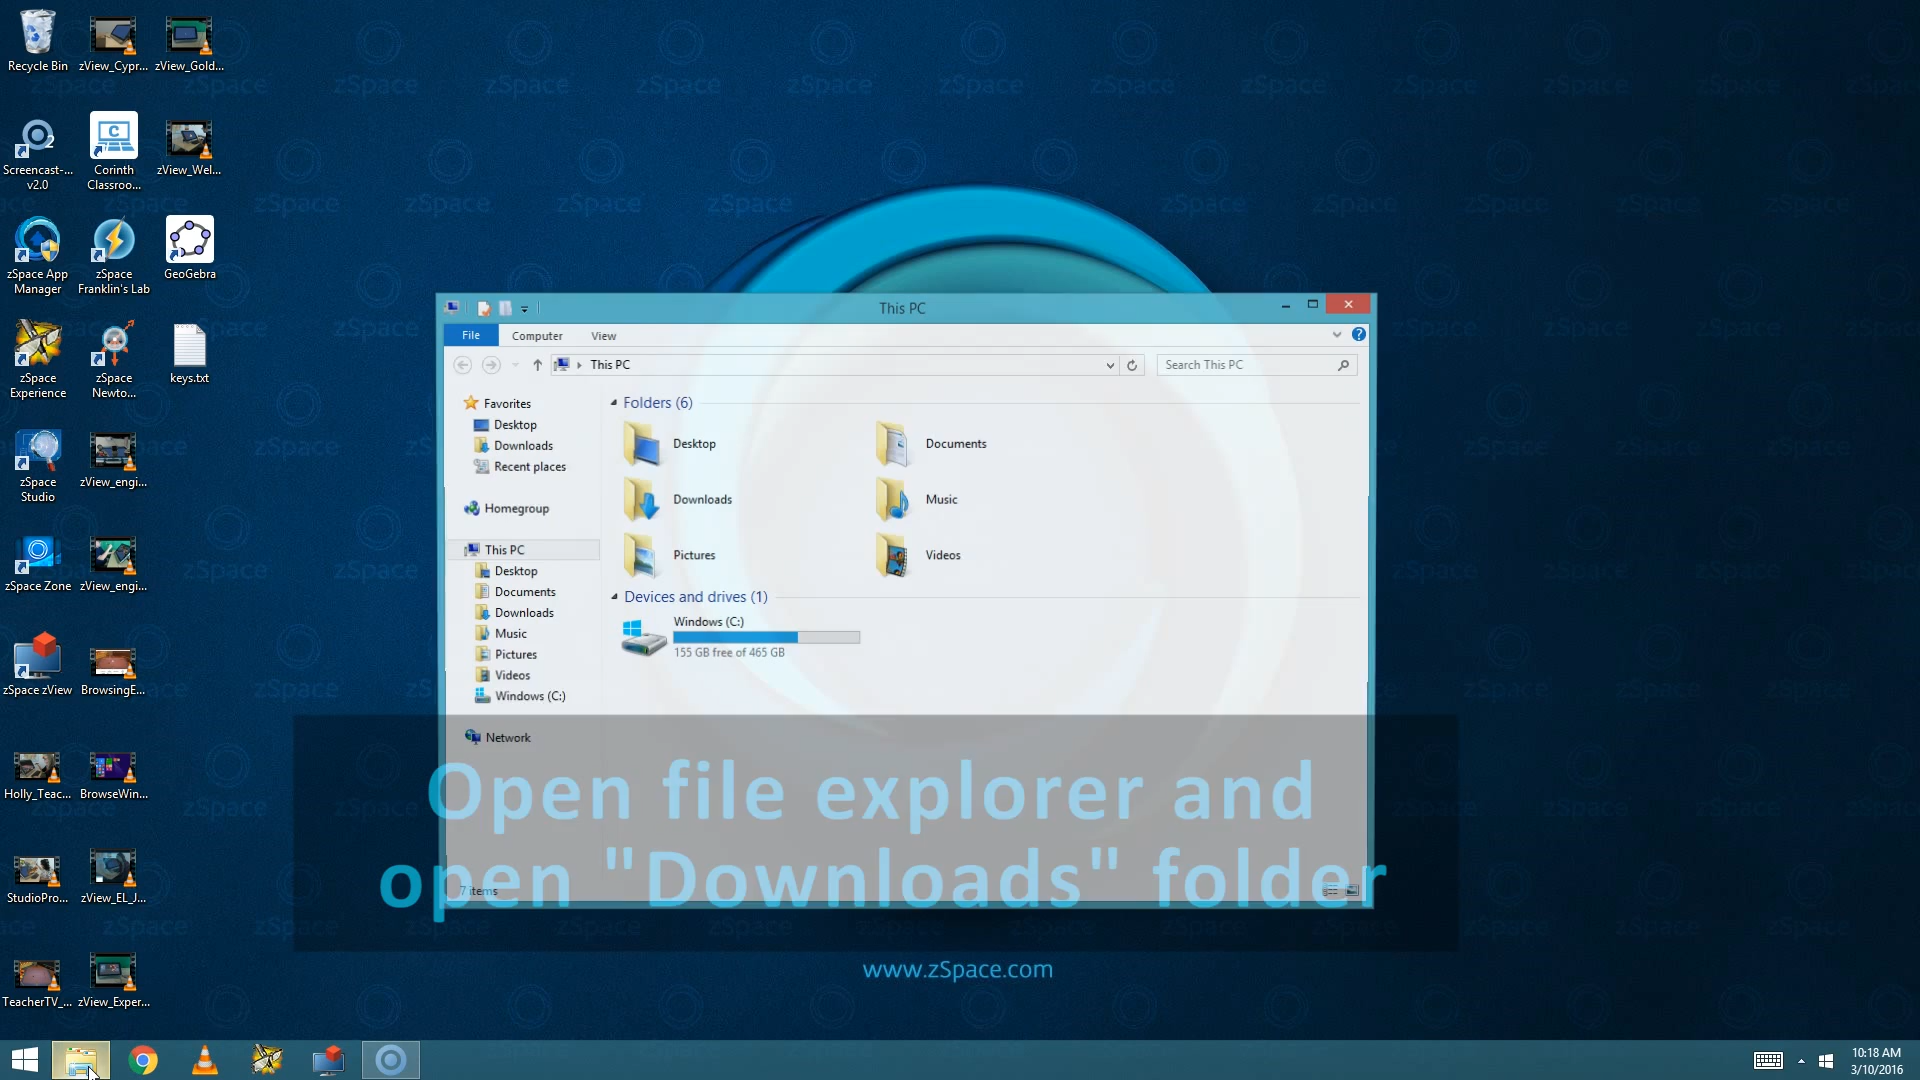 Recycle Bin
zView_Cypr...
zView_Gold...
Screencast-... v2.0
Corinth Classroo...
zView_Wel...
zSpace App Manager
zSpace Franklin's Lab
GeoGebra
zSpace Experience
zSpace Newto...
keys.txt
zSpace Studio
zView_engi...
zSpace Zone
zView_engi...
zSpace zView
BrowsingE...
Holly_Teac...
BrowseWin...
StudioPro...
zView_EL_J...
TeacherTV_...
zView_Exper...
This PC
File
Computer
View
This PC
Search This PC
Favorites
Desktop
Downloads
Recent places
Homegroup
This PC
Desktop
Documents
Downloads
Music
Pictures
Videos
Windows (C:)
Network
Folders (6)
Desktop
Documents
Downloads
Music
Pictures
Videos
Devices and drives (1)
Windows (C:)
155 GB free of 465 GB
7 items
Open file explorer and
open "Downloads" folder
www.zSpace.com
10:18 AM
3/10/2016